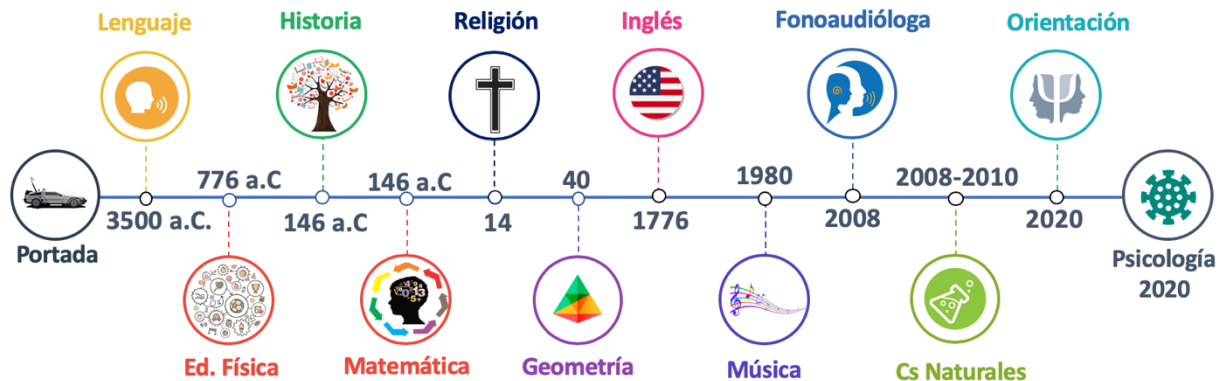 Lenguaje
Historia
Religión
Inglés
Fonoaudióloga
Orientación
776 a.C
146 a.C
40
1980
2008-2010
3500 a.C.
146 a.C
14
1776
2008
2020
Portada
Psicología
2020
Ed. Física
Matemática
Geometría
Música
Cs Naturales